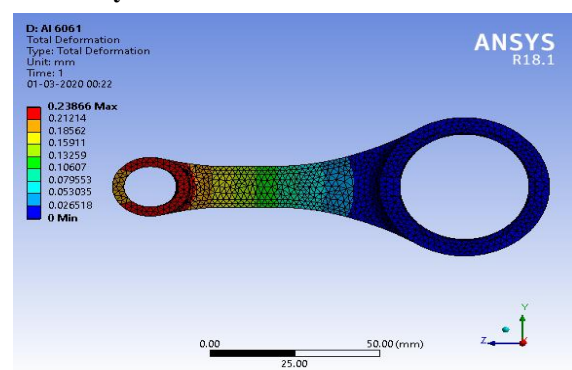 D: Al 6061
Total Deformation
Type: Total Deformation
Unit: mm
Time: 1
01-03-2020 00:22
0.23866 Max
0.21214
0.18562
0.15911
0.13259
0.10607
0.079553
0.053035
0.026518
0 Min
ANSYS
R18.1
0.00
50.00 (mm)
25.00
Y
Z